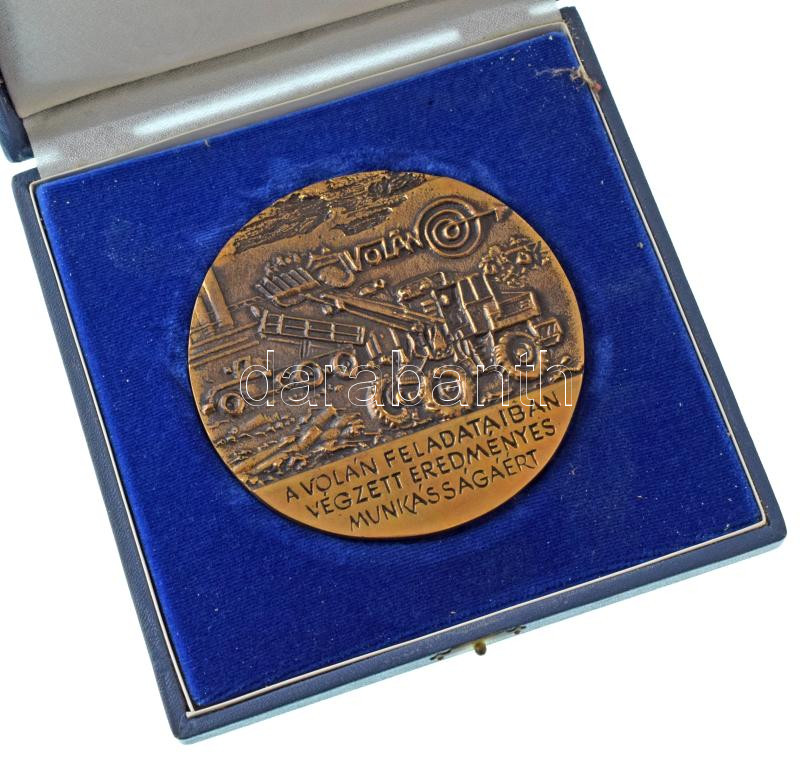 VOLÁN
darabanth
A VOLÁN FELADATAIBAN
VÉGZETT EREDMÉNYES
MUNKÁSSÁGÁÉRT